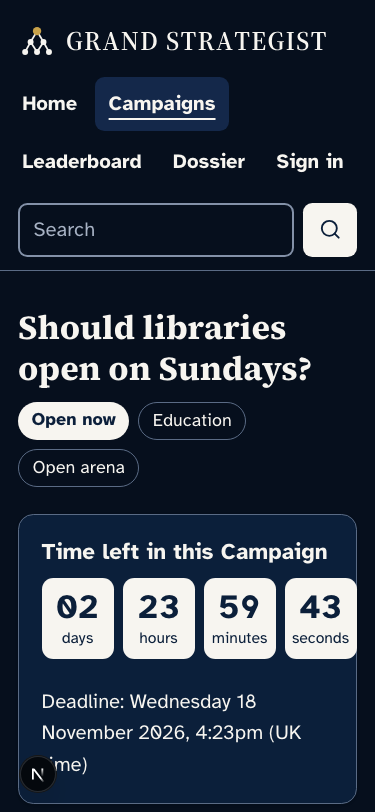 GRAND STRATEGIST
Home Campaigns
Leaderboard Dossier Sign in
Search
Should libraries
open on Sundays?
Open now Education
Open arena
Time left in this Campaign
02 23 59 43
days hours minutes seconds
Deadline: Wednesday 18
November 2026, 4:23pm (UK
ime)
N